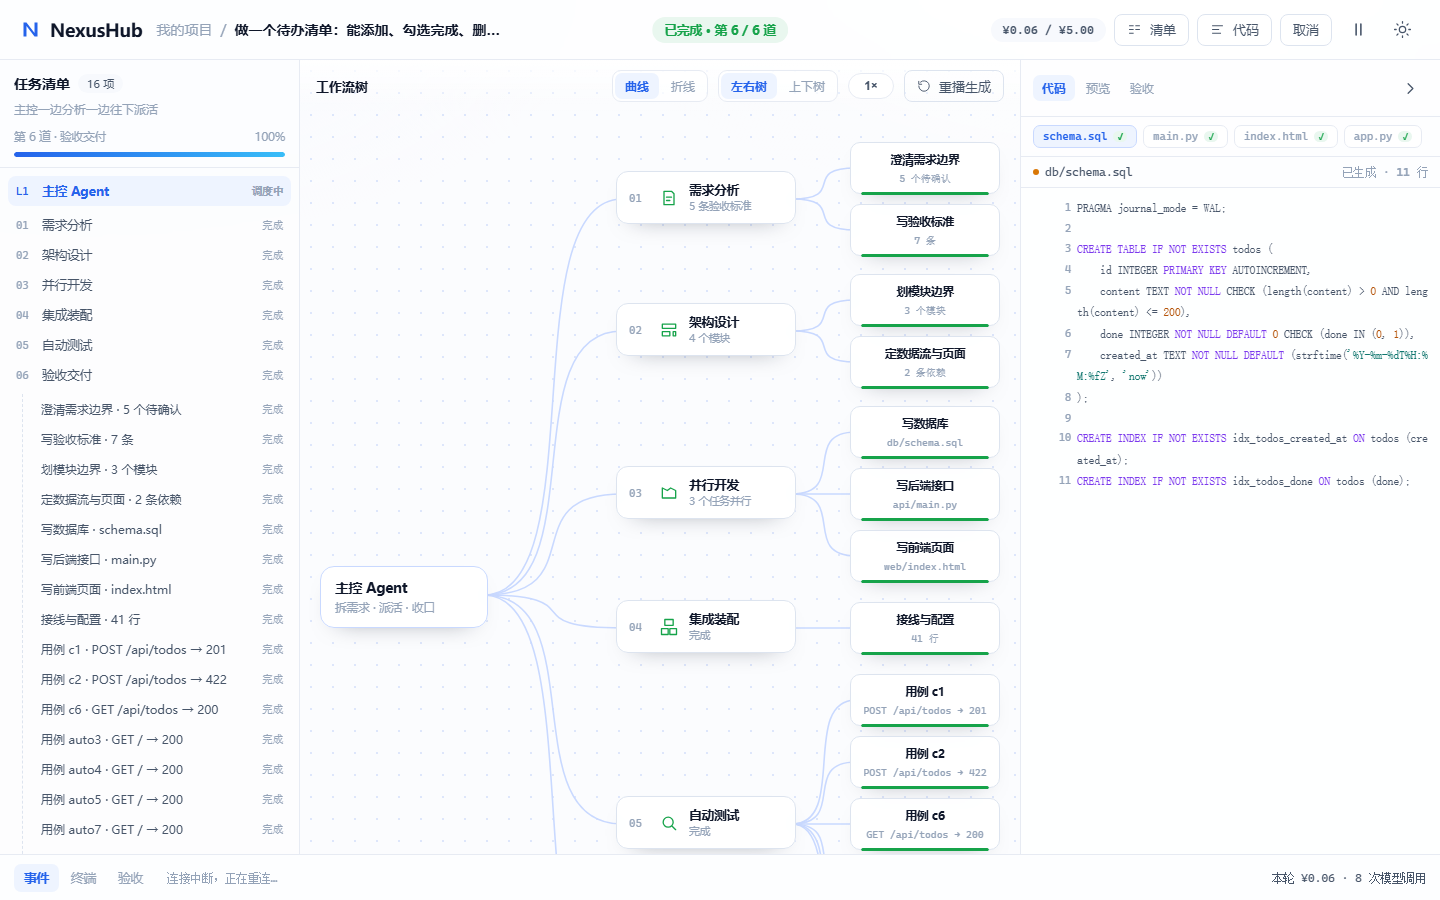 NexusHub 我的项目 / 做一个待办清单：能添加、勾选完成、删...
已完成 • 第 6 / 6 道
¥0.06 / ¥5.00 清单 代码 取消
任务清单 16 项
主控一边分析一边往下派活
第 6 道 · 验收交付 100%
L1 主控 Agent 调度中
01 需求分析 完成
02 架构设计 完成
03 并行开发 完成
04 集成装配 完成
05 自动测试 完成
06 验收交付 完成
澄清需求边界 · 5 个待确认 完成
写验收标准 · 7 条 完成
划模块边界 · 3 个模块 完成
定数据流与页面 · 2 条依赖 完成
写数据库 · schema.sql 完成
写后端接口 · main.py 完成
写前端页面 · index.html 完成
接线与配置 · 41 行 完成
用例 c1 · POST /api/todos → 201 完成
用例 c2 · POST /api/todos → 422 完成
用例 c6 · GET /api/todos → 200 完成
用例 auto3 · GET / → 200 完成
用例 auto4 · GET / → 200 完成
用例 auto5 · GET / → 200 完成
用例 auto7 · GET / → 200 完成
工作流树 曲线 折线 左右树 上下树 1× 重播生成
主控 Agent
拆需求 · 派活 · 收口
01 需求分析
5 条验收标准
澄清需求边界
5 个待确认
写验收标准
7 条
02 架构设计
4 个模块
划模块边界
3 个模块
定数据流与页面
2 条依赖
03 并行开发
3 个任务并行
写数据库
db/schema.sql
写后端接口
api/main.py
写前端页面
web/index.html
04 集成装配
完成
接线与配置
41 行
05 自动测试
完成
用例 c1
POST /api/todos → 201
用例 c2
POST /api/todos → 422
用例 c6
GET /api/todos → 200
代码 预览 验收
schema.sql ✓ main.py ✓ index.html ✓ app.py ✓
db/schema.sql 已生成 · 11 行
1 PRAGMA journal_mode = WAL;
2
3 CREATE TABLE IF NOT EXISTS todos (
4 id INTEGER PRIMARY KEY AUTOINCREMENT,
5 content TEXT NOT NULL CHECK (length(content) > 0 AND leng
th(content) <= 200),
6 done INTEGER NOT NULL DEFAULT 0 CHECK (done IN (0, 1)),
7 created_at TEXT NOT NULL DEFAULT (strftime('%Y-%m-%dT%H:%
M:%fZ', 'now'))
8 );
9
10 CREATE INDEX IF NOT EXISTS idx_todos_created_at ON todos (cre
ated_at);
11 CREATE INDEX IF NOT EXISTS idx_todos_done ON todos (done);
事件 终端 验收 连接中断，正在重连…
本轮 ¥0.06 · 8 次模型调用